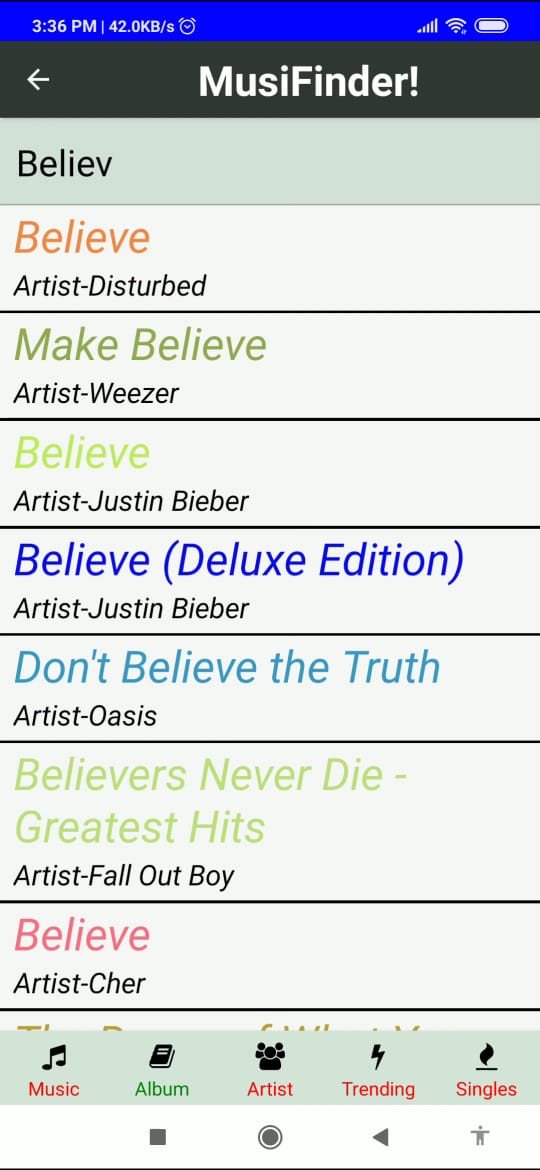 3:36 PM | 42.0KB/s
MusiFinder!
Believ
Believe
Artist-Disturbed
Make Believe
Artist-Weezer
Believe
Artist-Justin Bieber
Believe (Deluxe Edition)
Artist-Justin Bieber
Don't Believe the Truth
Artist-Oasis
Believers Never Die -
Greatest Hits
Artist-Fall Out Boy
Believe
Artist-Cher
Music Album Artist Trending Singles